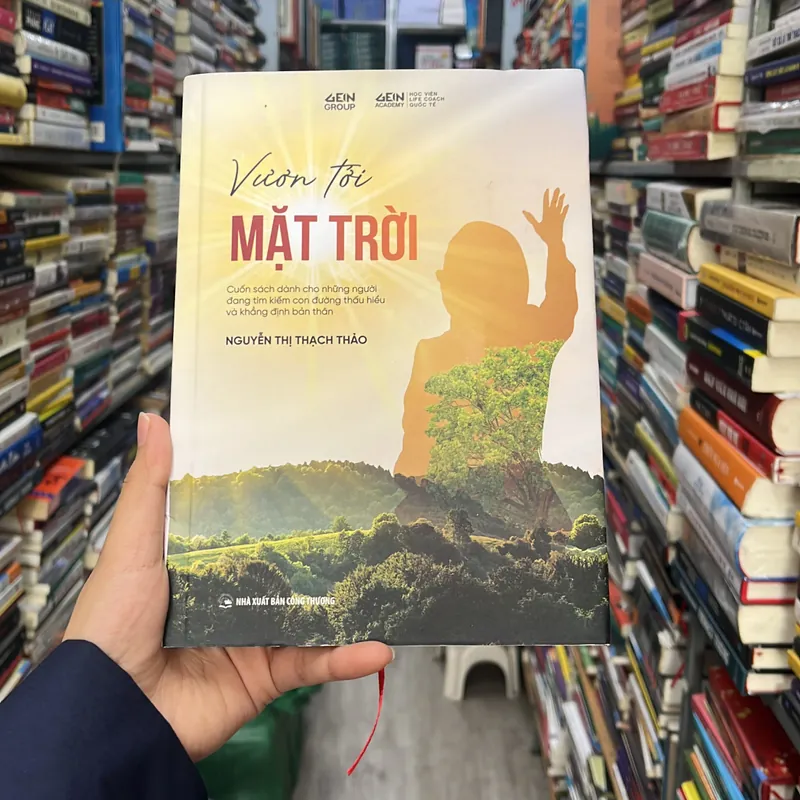 GEIN
GROUP
GEIN
ACADEMY
HỌC VIỆN
LIFE COACH
QUỐC TẾ
Vươn tới
MẶT TRỜI
Cuốn sách dành cho những người
đang tìm kiếm con đường thấu hiểu
và khẳng định bản thân
NGUYỄN THỊ THẠCH THẢO
NHÀ XUẤT BẢN CÔNG THƯƠNG